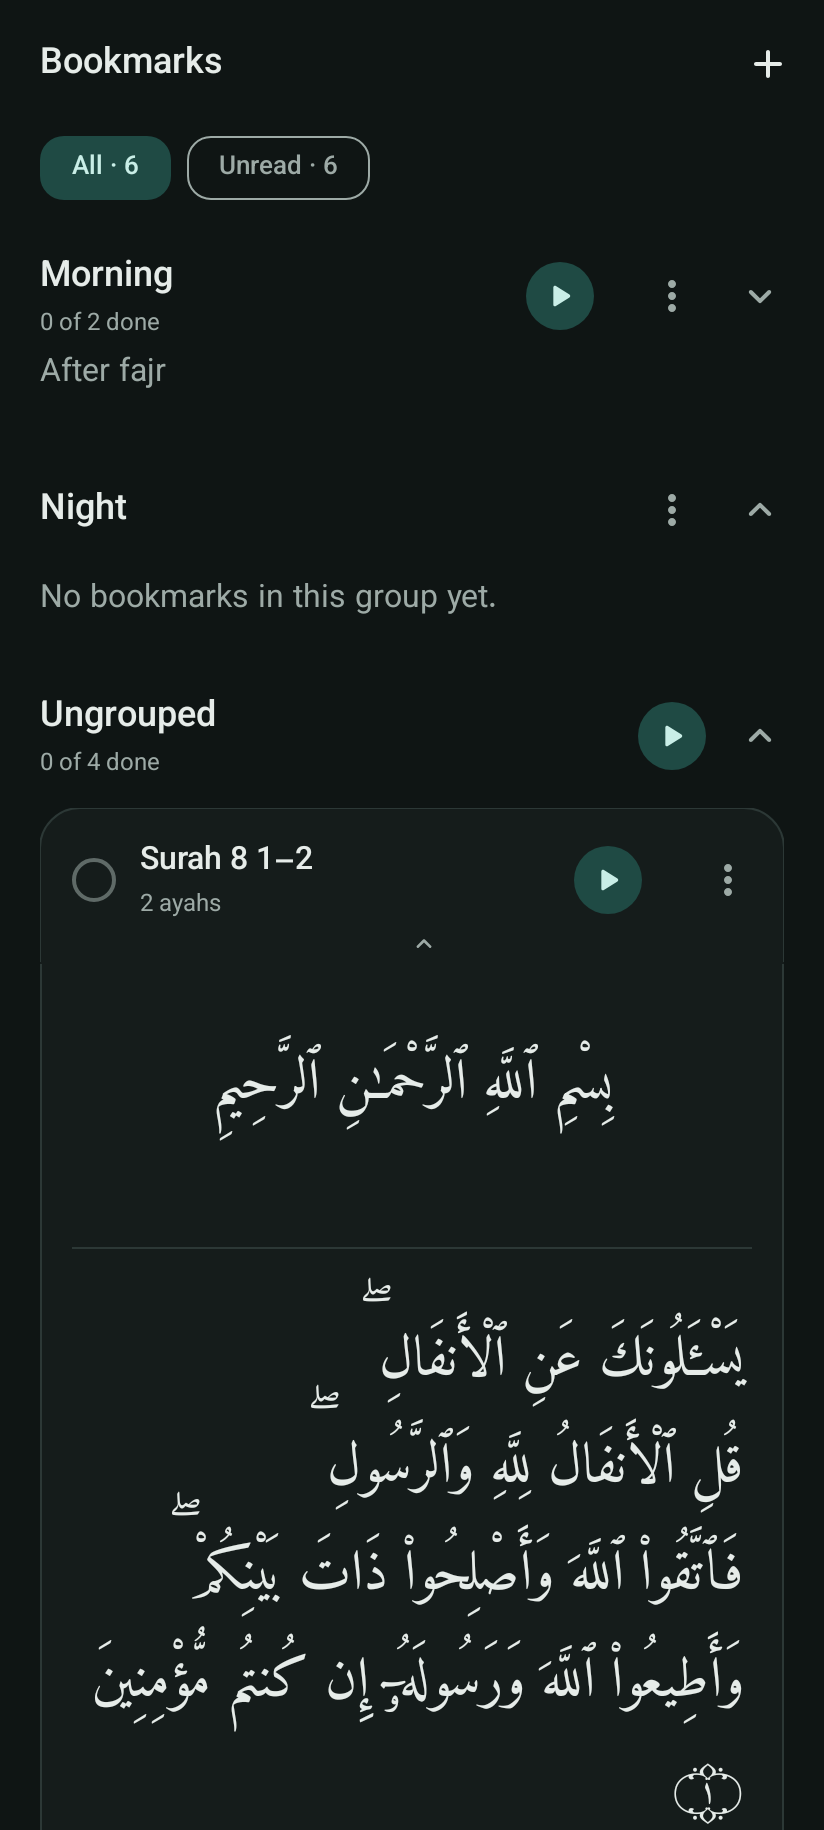 Bookmarks
All · 6
Unread · 6
Morning
0 of 2 done
After fajr
Night
No bookmarks in this group yet.
Ungrouped
0 of 4 done
Surah 8 1–2
2 ayahs
بِسْمِ ٱللَّهِ ٱلرَّحْمَـٰنِ ٱلرَّحِيمِ
يَسْـَٔلُونَكَ عَنِ ٱلْأَنفَالِ ۖ
قُلِ ٱلْأَنفَالُ لِلَّهِ وَٱلرَّسُولِ ۖ
فَٱتَّقُوا۟ ٱللَّهَ وَأَصْلِحُوا۟ ذَاتَ بَيْنِكُمْ ۖ
وَأَطِيعُوا۟ ٱللَّهَ وَرَسُولَهُۥٓ إِن كُنتُم مُّؤْمِنِينَ
١